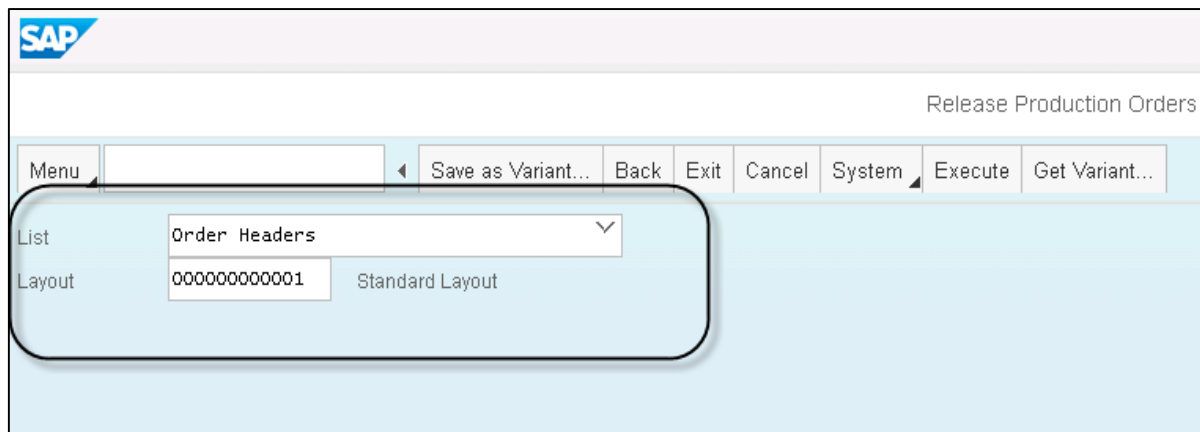 SAP
Release Production Orders
Menu Save as Variant... Back Exit Cancel System Execute Get Variant...
List Order Headers
Layout 000000000001 Standard Layout